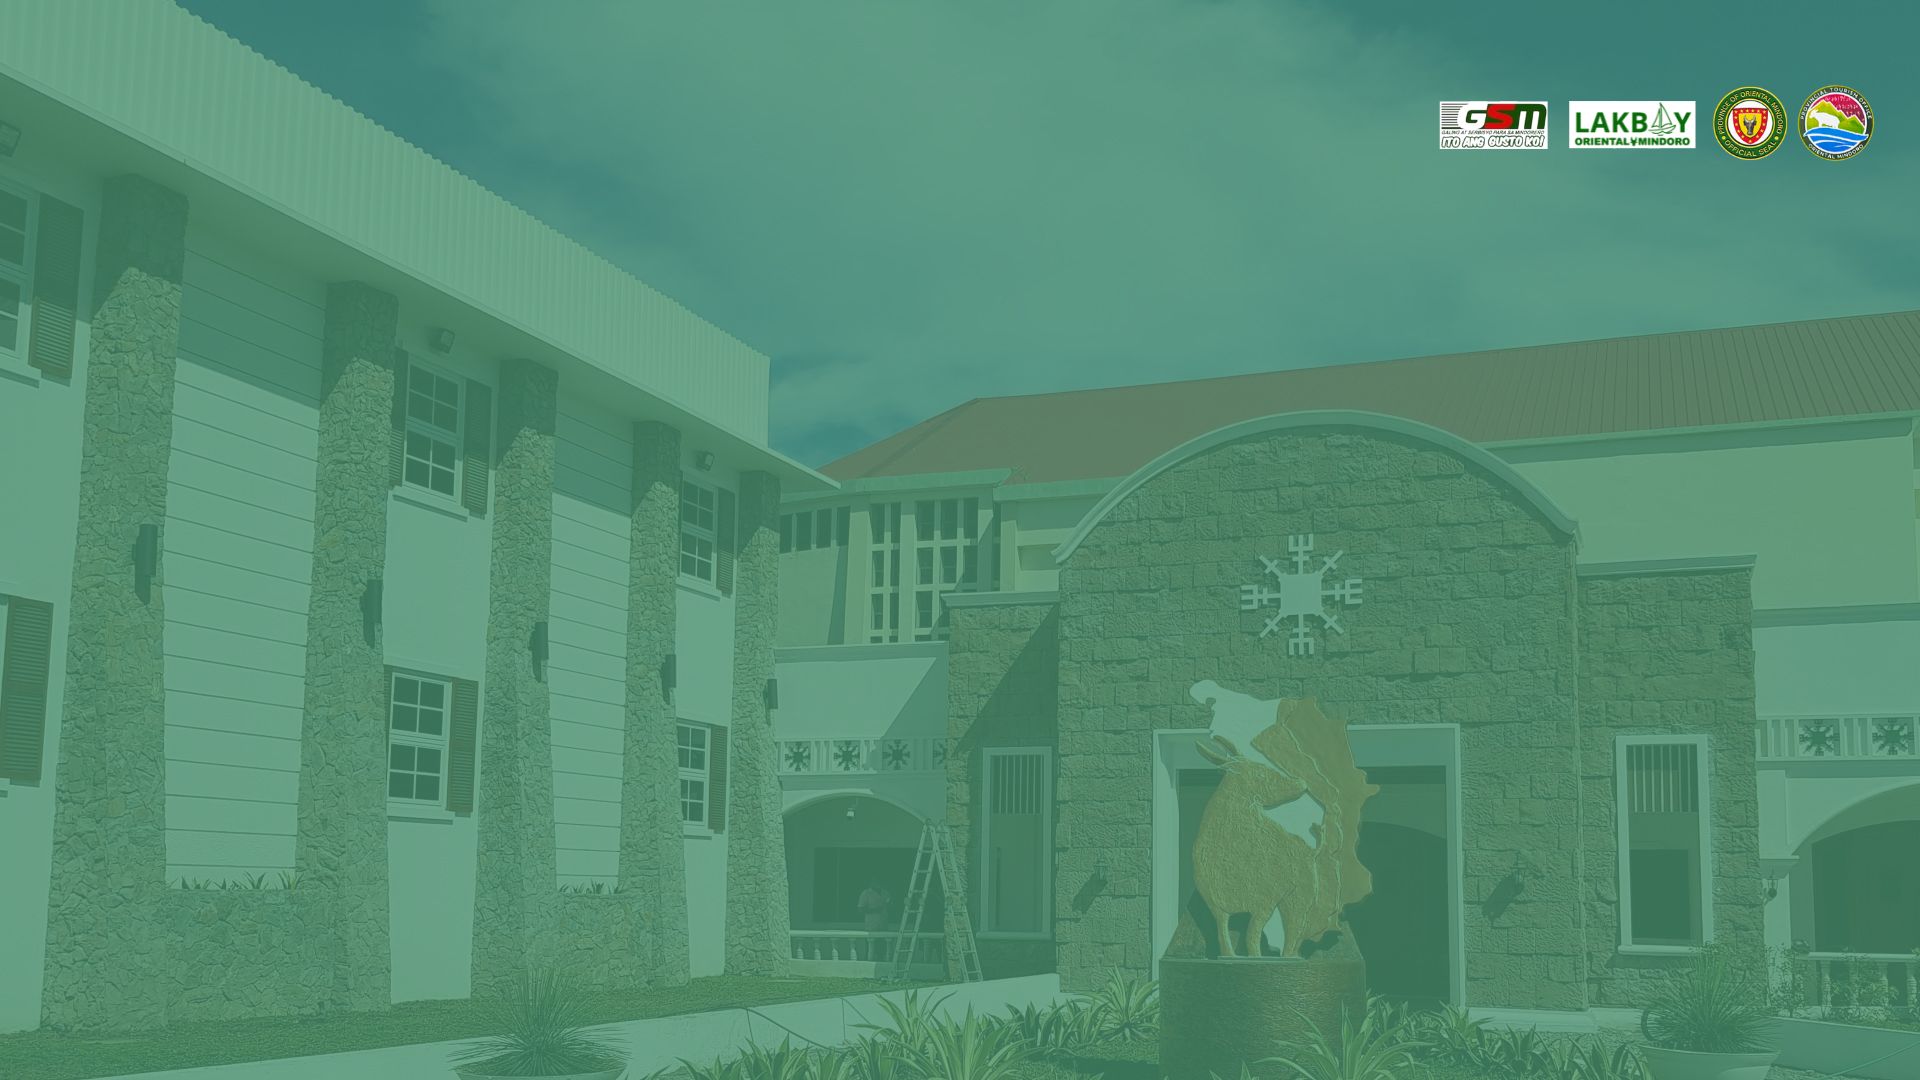 GSM
GALING AT SERBISYO PARA SA MINDOREÑO
ITO ANG GUSTO KO!
LAKBAY
ORIENTAL MINDORO
PROVINCE OF ORIENTAL MINDORO
OFFICIAL SEAL
PROVINCIAL TOURISM OFFICE
ORIENTAL MINDORO